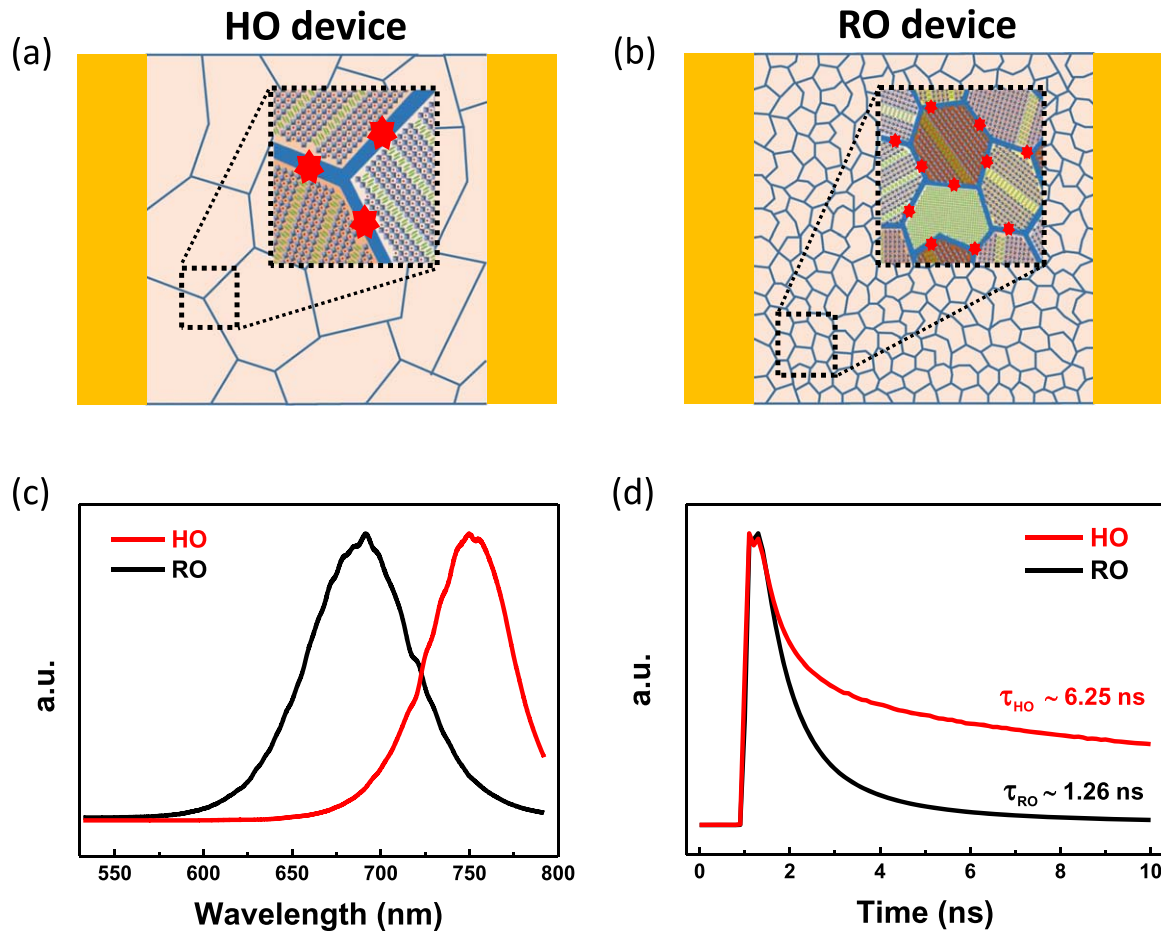 HO device
RO device
(a)
(b)
(c)
HO
RO
a.u.
550 600 650 700 750 800
Wavelength (nm)
(d)
HO
RO
τHO ~ 6.25 ns
τRO ~ 1.26 ns
a.u.
0 2 4 6 8 10
Time (ns)